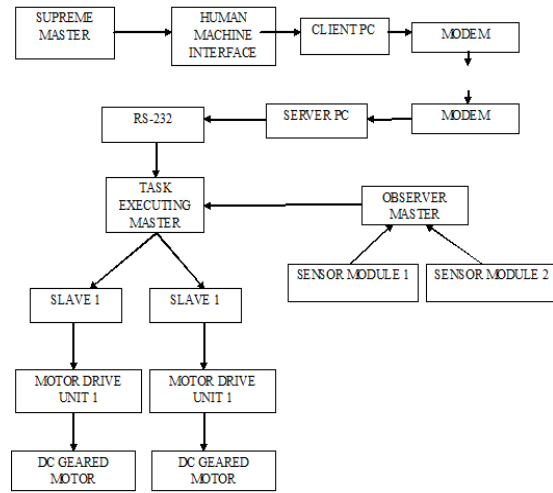 SUPREME
MASTER
HUMAN
MACHINE
INTERFACE
CLIENT PC
MODEM
RS-232
SERVER PC
MODEM
TASK
EXECUTING
MASTER
OBSERVER
MASTER
SENSOR MODULE 1
SENSOR MODULE 2
SLAVE 1
SLAVE 1
MOTOR DRIVE
UNIT 1
MOTOR DRIVE
UNIT 1
DC GEARED
MOTOR
DC GEARED
MOTOR